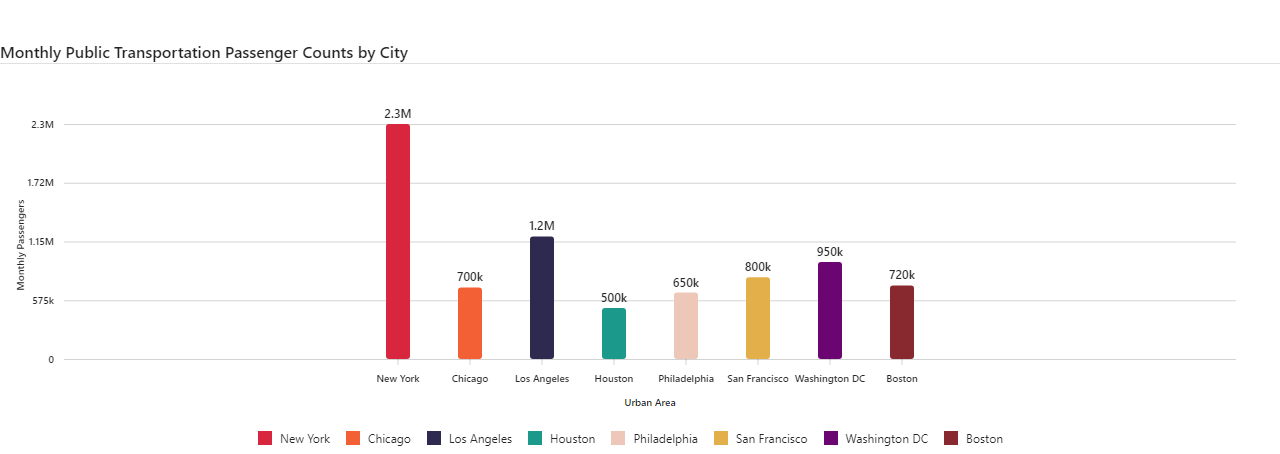 Monthly Public Transportation Passenger Counts by City
2.3M
2.3M
1.72M
1.2M
1.15M
950k
800k
720k
700k
650k
575k
500k
0
Monthly Passengers
New York Chicago Los Angeles Houston Philadelphia San Francisco Washington DC Boston
Urban Area
New York Chicago Los Angeles Houston Philadelphia San Francisco Washington DC Boston